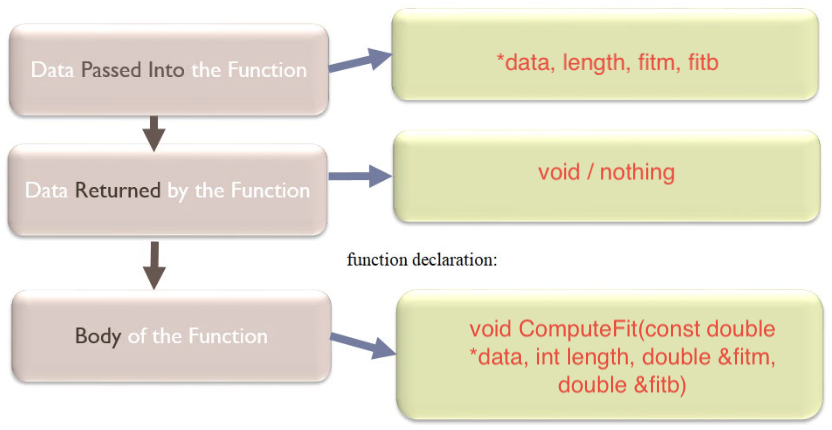 Data Passed Into the Function
*data, length, fitm, fitb
Data Returned by the Function
void / nothing
function declaration:
Body of the Function
void ComputeFit(const double
*data, int length, double &fitm,
double &fitb)